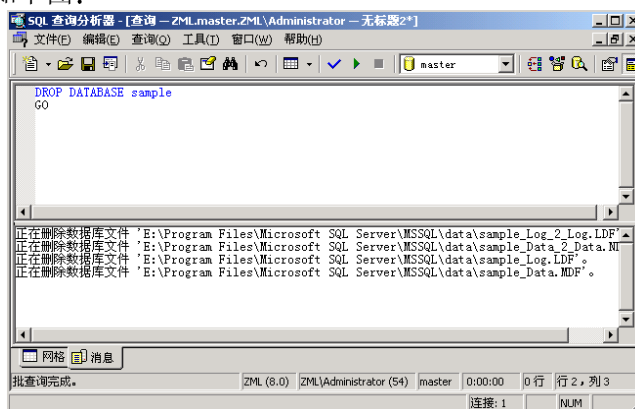 SQL 查询分析器 - [查询 — ZML.master.ZML\Administrator — 无标题2*]
文件(F) 编辑(E) 查询(Q) 工具(T) 窗口(W) 帮助(H)
master
DROP DATABASE sample
GO
正在删除数据库文件 'E:\Program Files\Microsoft SQL Server\MSSQL\data\sample_Log_2_Log.LDF'
正在删除数据库文件 'E:\Program Files\Microsoft SQL Server\MSSQL\data\sample_Data_2_Data.ND
正在删除数据库文件 'E:\Program Files\Microsoft SQL Server\MSSQL\data\sample_Log.LDF'。
正在删除数据库文件 'E:\Program Files\Microsoft SQL Server\MSSQL\data\sample_Data.MDF'。
网格 消息
批查询完成。 ZML (8.0) ZML\Administrator (54) master 0:00:00 0 行 行 2，列 3
连接: 1 NUM